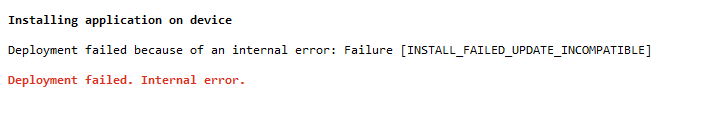 Installing application on device
Deployment failed because of an internal error: Failure [INSTALL_FAILED_UPDATE_INCOMPATIBLE]
Deployment failed. Internal error.